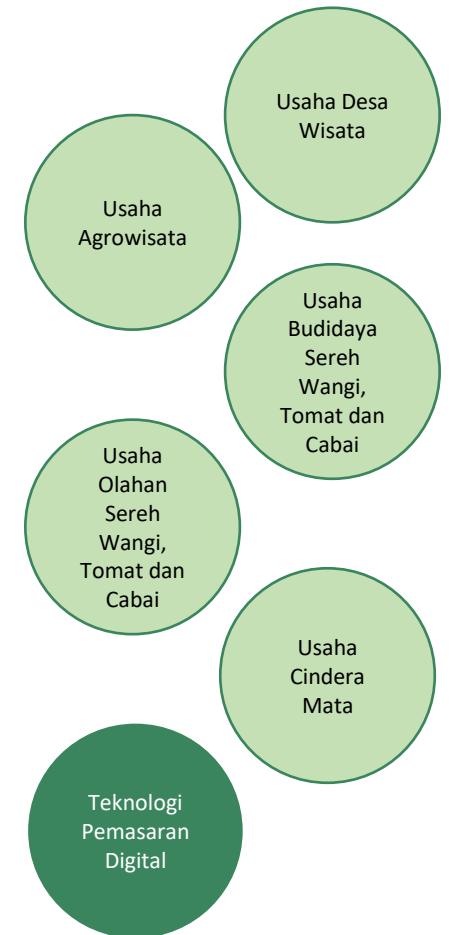 Usaha Desa
Wisata
Usaha
Agrowisata
Usaha
Budidaya
Sereh
Wangi,
Tomat dan
Cabai
Usaha
Olahan
Sereh
Wangi,
Tomat dan
Cabai
Usaha
Cindera
Mata
Teknologi
Pemasaran
Digital